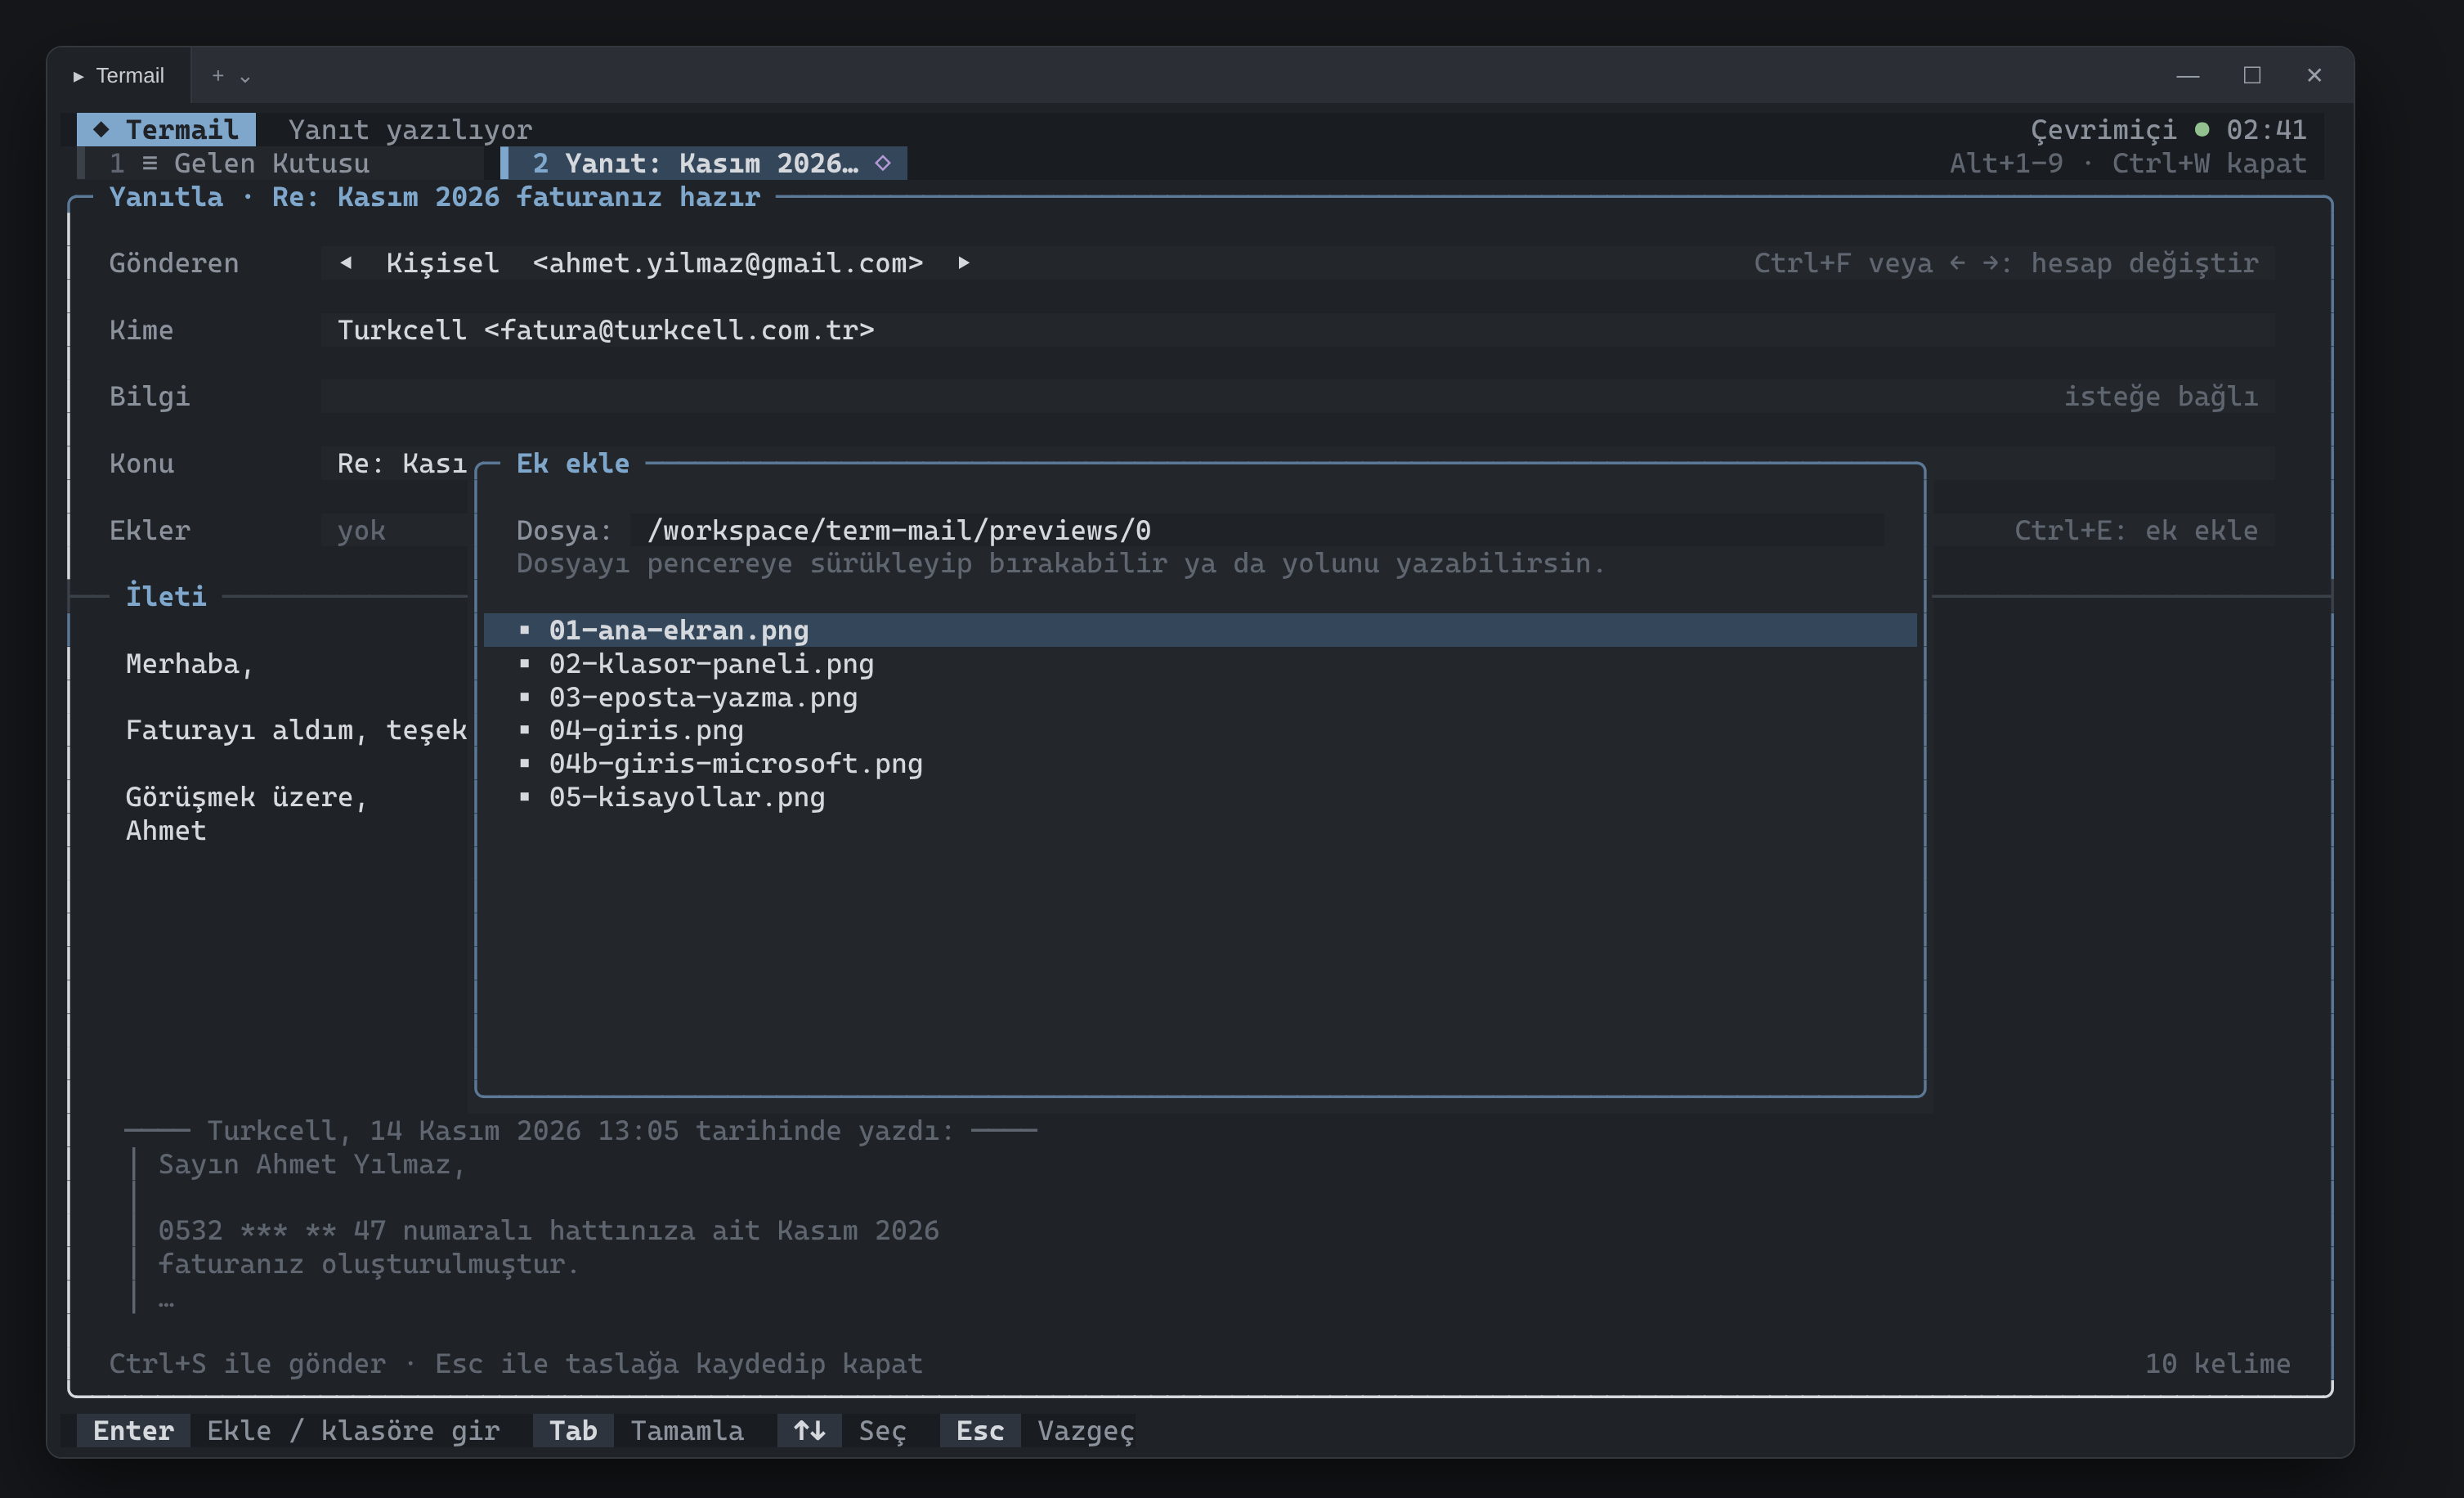 ▸ Termail + ⌄ — ☐ ✕
◆ Termail Yanıt yazılıyor Çevrimiçi ● 02:41
1 ≡ Gelen Kutusu 2 Yanıt: Kasım 2026… ◇ Alt+1-9 · Ctrl+W kapat
Yanıtla · Re: Kasım 2026 faturanız hazır
Gönderen ◂ Kişisel <ahmet.yilmaz@gmail.com> ▸ Ctrl+F veya ← →: hesap değiştir
Kime Turkcell <fatura@turkcell.com.tr>
Bilgi isteğe bağlı
Konu Re: Kası
Ek ekle
Ekler yok Dosya: /workspace/term-mail/previews/0 Ctrl+E: ek ekle
Dosyayı pencereye sürükleyip bırakabilir ya da yolunu yazabilirsin.
İleti
▪ 01-ana-ekran.png
Merhaba, ▪ 02-klasor-paneli.png
▪ 03-eposta-yazma.png
Faturayı aldım, teşek ▪ 04-giris.png
▪ 04b-giris-microsoft.png
Görüşmek üzere, ▪ 05-kisayollar.png
Ahmet
Turkcell, 14 Kasım 2026 13:05 tarihinde yazdı:
Sayın Ahmet Yılmaz,
0532 *** ** 47 numaralı hattınıza ait Kasım 2026
faturanız oluşturulmuştur.
…
Ctrl+S ile gönder · Esc ile taslağa kaydedip kapat 10 kelime
Enter Ekle / klasöre gir Tab Tamamla ↑↓ Seç Esc Vazgeç